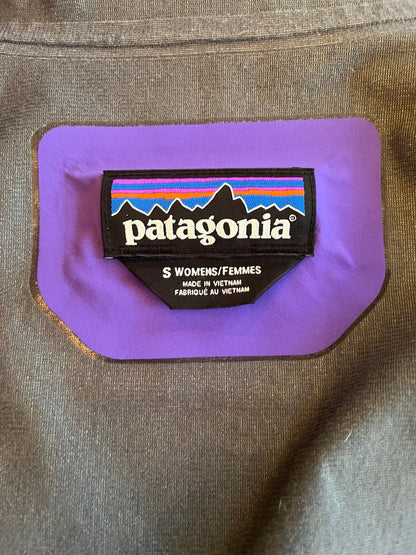 patagonia®
S WOMENS/FEMMES
MADE IN VIETNAM
FABRIQUÉ AU VIETNAM